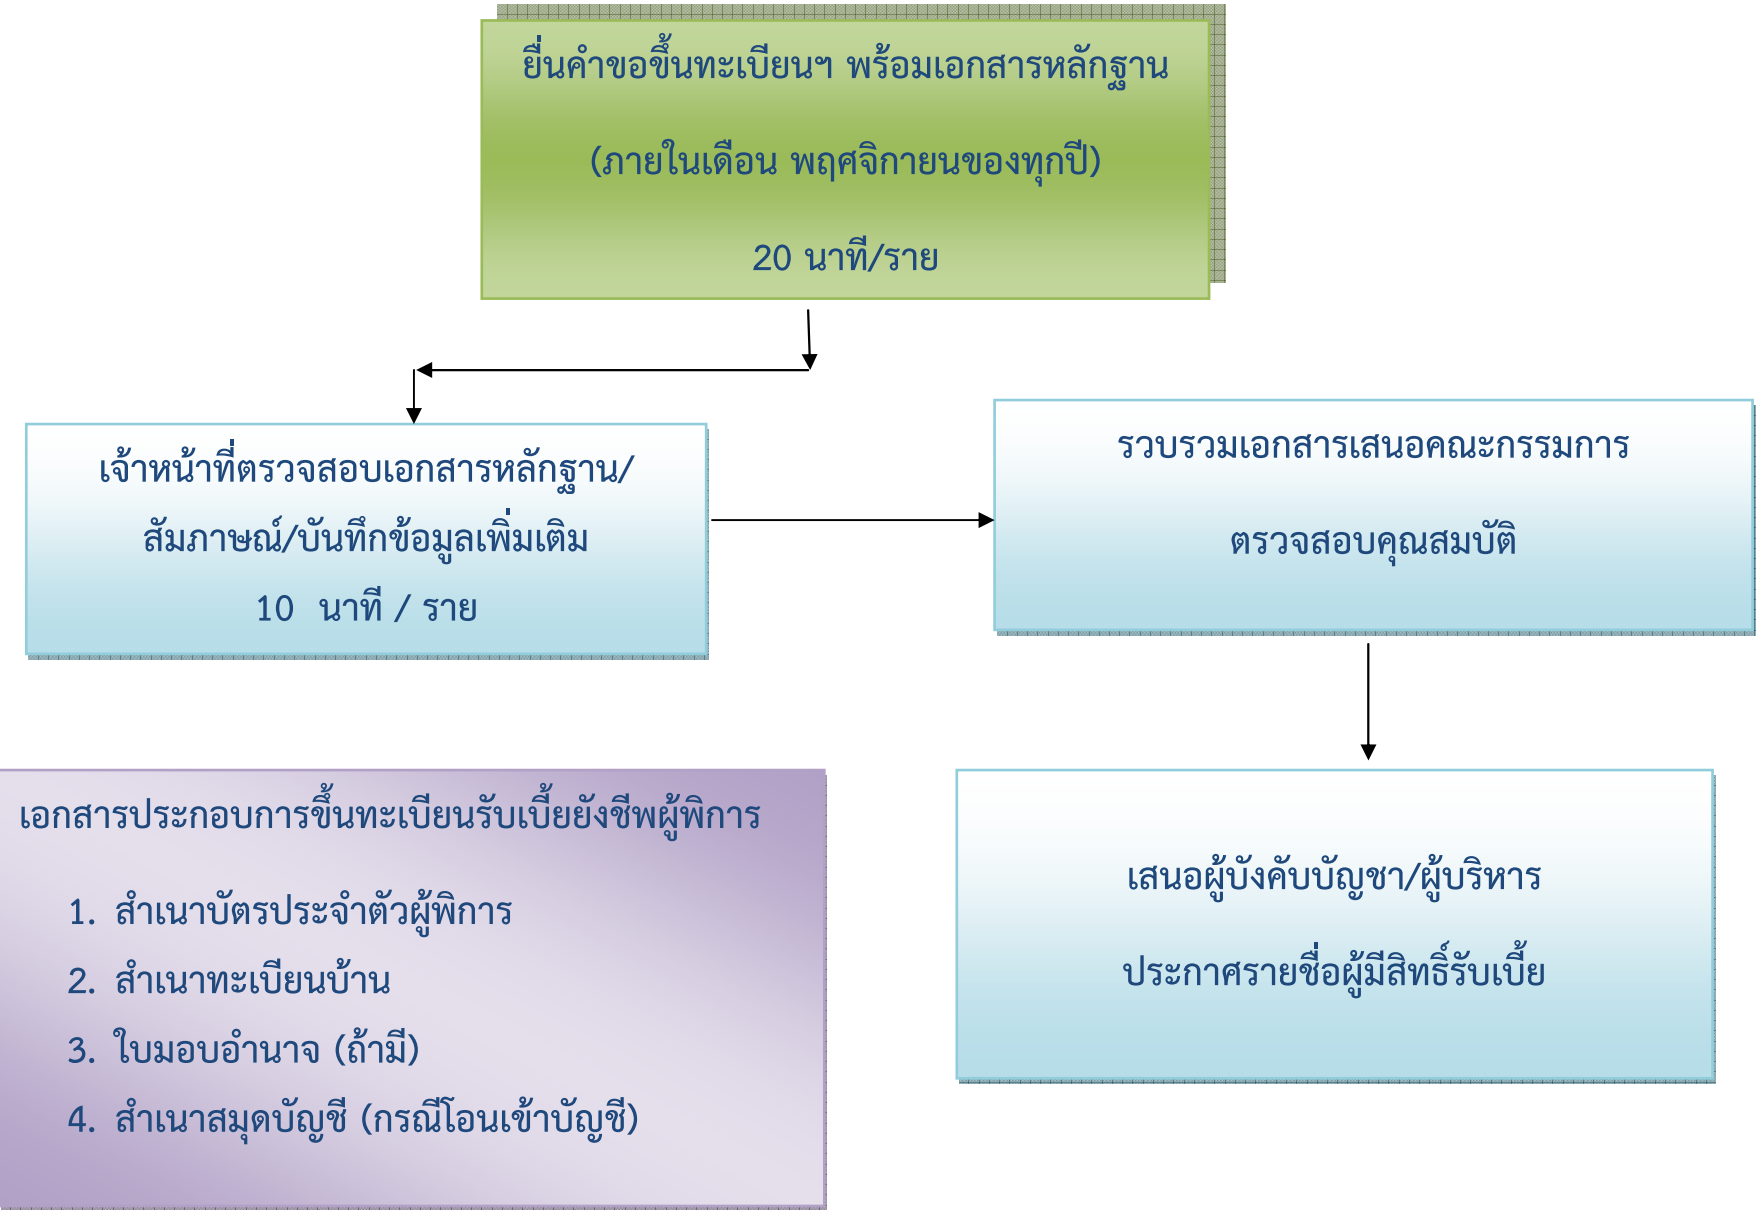 ยื่นคำขอขึ้นทะเบียนฯ พร้อมเอกสารหลักฐาน
(ภายในเดือน พฤศจิกายนของทุกปี)
20 นาที/ราย
เจ้าหน้าที่ตรวจสอบเอกสารหลักฐาน/
สัมภาษณ์/บันทึกข้อมูลเพิ่มเติม
10 นาที / ราย
รวบรวมเอกสารเสนอคณะกรรมการ
ตรวจสอบคุณสมบัติ
เสนอผู้บังคับบัญชา/ผู้บริหาร
ประกาศรายชื่อผู้มีสิทธิ์รับเบี้ย
เอกสารประกอบการขึ้นทะเบียนรับเบี้ยยังชีพผู้พิการ
1. สำเนาบัตรประจำตัวผู้พิการ
2. สำเนาทะเบียนบ้าน
3. ใบมอบอำนาจ (ถ้ามี)
4. สำเนาสมุดบัญชี (กรณีโอนเข้าบัญชี)